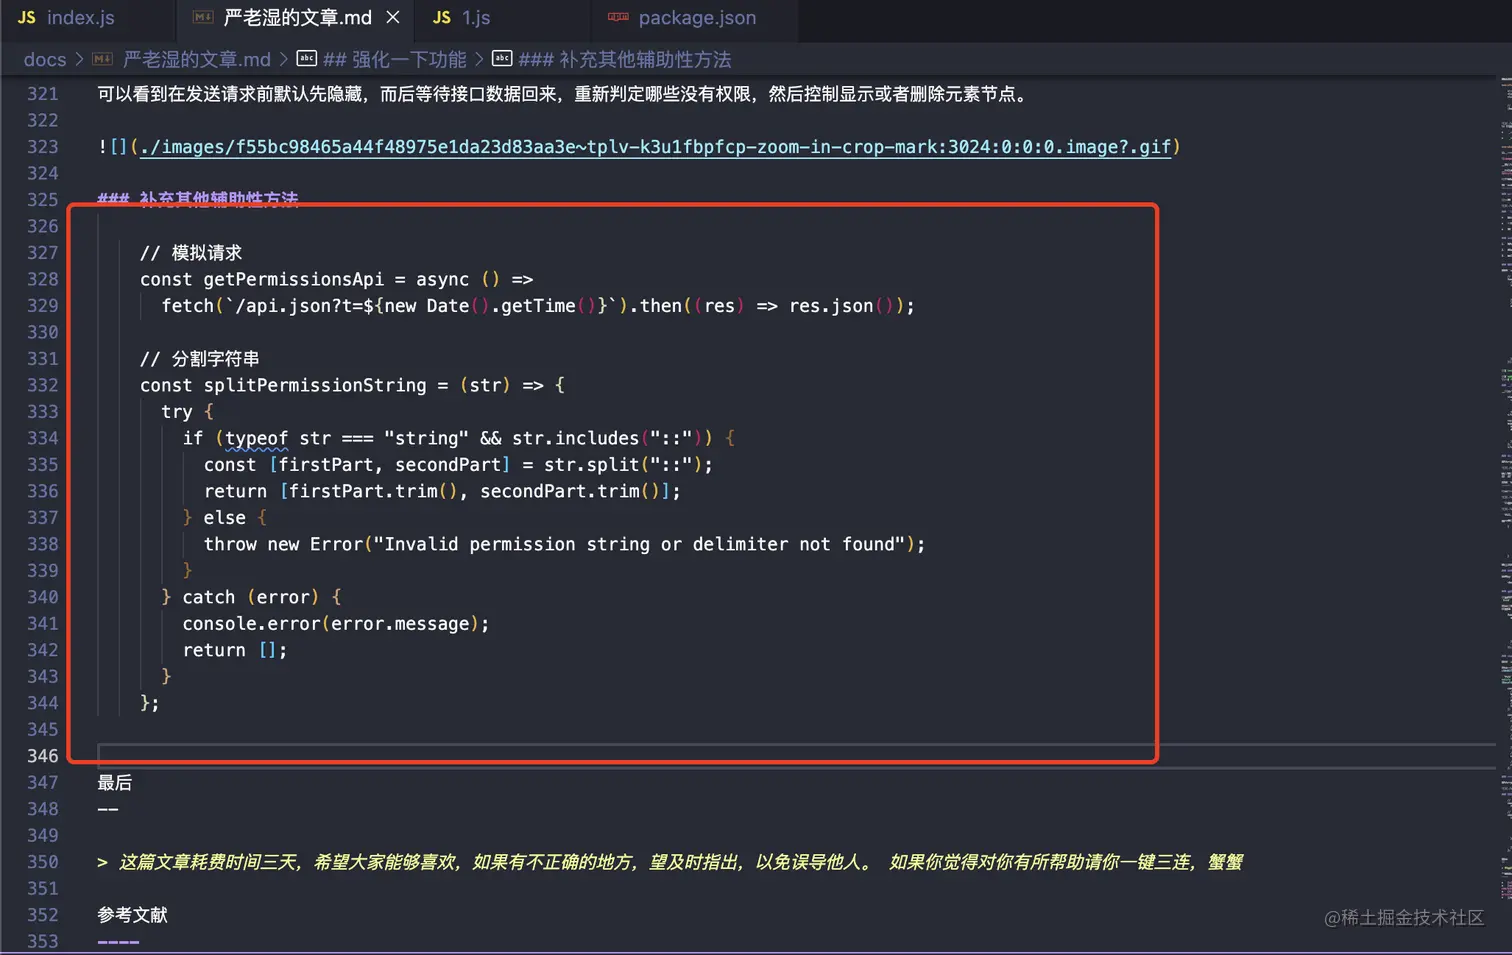 JS index.js
严老湿的文章.md
JS 1.js
package.json
docs > 严老湿的文章.md > abc ## 强化一下功能 > abc ### 补充其他辅助性方法
321 可以看到在发送请求前默认先隐藏，而后等待接口数据回来，重新判定哪些没有权限，然后控制显示或者删除元素节点。
322
323 ![](./images/f55bc98465a44f48975e1da23d83aa3e~tplv-k3u1fbpfcp-zoom-in-crop-mark:3024:0:0:0.image?.gif)
324
325 ### 补充其他辅助性方法
326
327 // 模拟请求
328 const getPermissionsApi = async () =>
329 fetch(`/api.json?t=${new Date().getTime()}`).then((res) => res.json());
330
331 // 分割字符串
332 const splitPermissionString = (str) => {
333 try {
334 if (typeof str === "string" && str.includes("::")) {
335 const [firstPart, secondPart] = str.split("::");
336 return [firstPart.trim(), secondPart.trim()];
337 } else {
338 throw new Error("Invalid permission string or delimiter not found");
339 }
340 } catch (error) {
341 console.error(error.message);
342 return [];
343 }
344 };
345
346
347 最后
348 --
349
350 > 这篇文章耗费时间三天，希望大家能够喜欢，如果有不正确的地方，望及时指出，以免误导他人。 如果你觉得对你有所帮助请你一键三连，蟹蟹
351
352 参考文献
353 ----
@稀土掘金技术社区